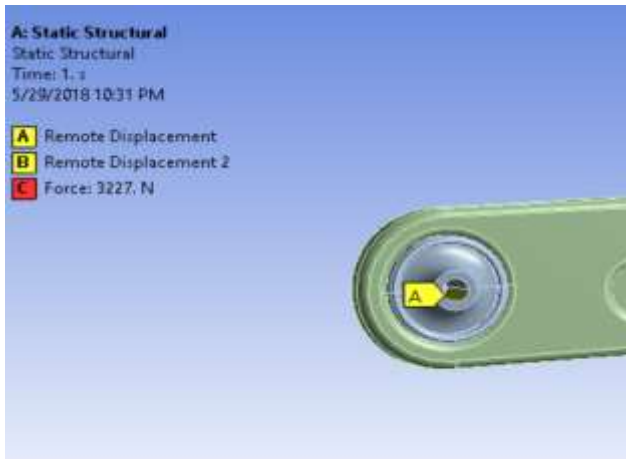 A: Static Structural
Static Structural
Time: 1. s
5/29/2018 10:31 PM
A Remote Displacement
B Remote Displacement 2
C Force: 3227. N
A